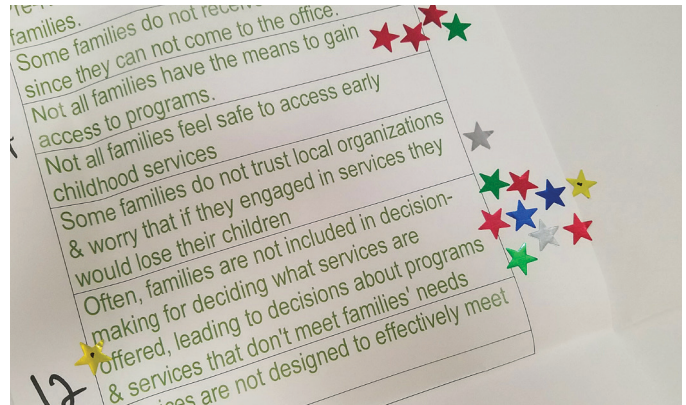 families.
Some families do not
since they can not come to the office.
Not all families have the means to gain
access to programs.
Not all families feel safe to access early
childhood services
Some families do not trust local organizations
& worry that if they engaged in services they
would lose their children
Often, families are not included in decision-
making for deciding what services are
offered, leading to decisions about programs
& services that don't meet families' needs
are not designed to effectively meet
12